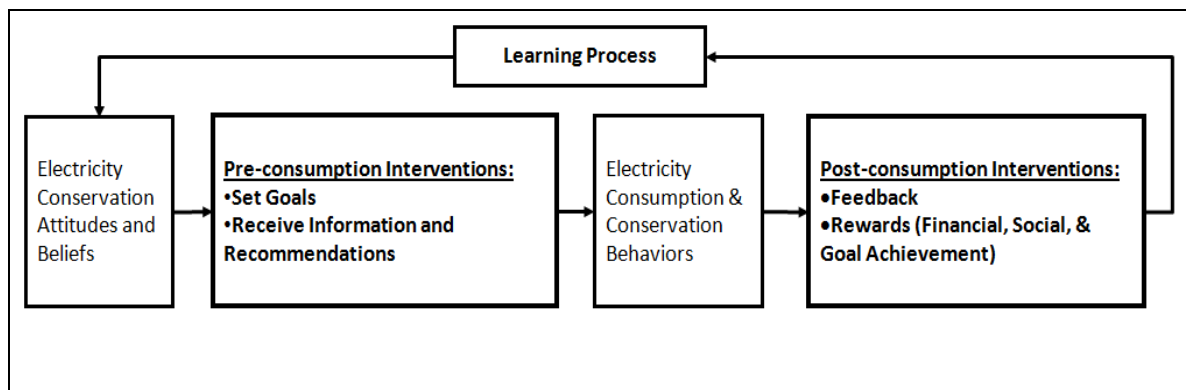 Learning Process
Electricity
Conservation
Attitudes and
Beliefs
Pre-consumption Interventions:
•Set Goals
•Receive Information and
Recommendations
Electricity
Consumption &
Conservation
Behaviors
Post-consumption Interventions:
•Feedback
•Rewards (Financial, Social, &
Goal Achievement)